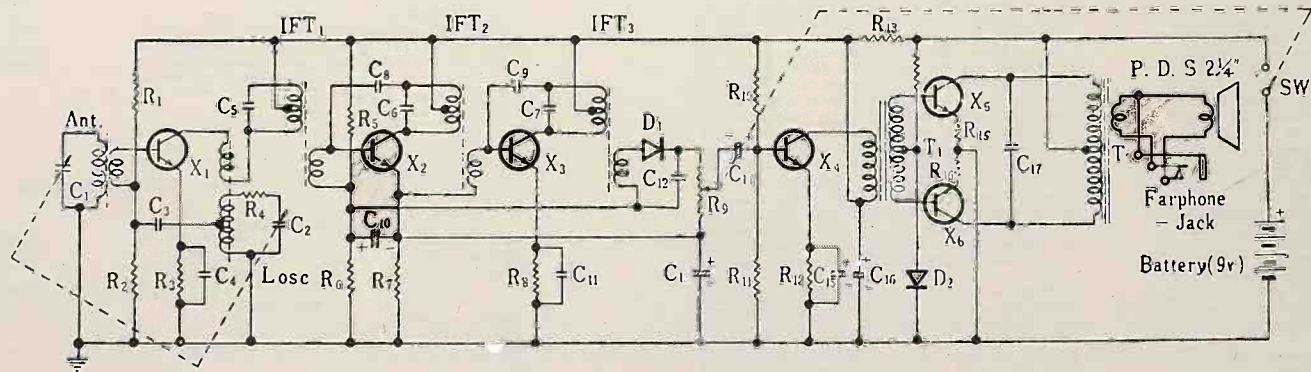 IFT₁
IFT₂
IFT₃
R₁₃
P. D. S 2¼"
SW
C₈
C₉
R₁
C₅
R₅
C₆
C₇
R₁₀
X₅
Ant.
X₁
X₂
X₃
D₁
C₁
X₄
T₁
R₁₅
C₁₇
T
C₁
C₁₂
R₁₆
C₃
R₄
C₂
R₉
X₆
Farphone
- Jack
C₁₀
+ -
+
R₂
R₃
C₄
Losc
R₆
R₇
R₈
C₁₁
C₁
+
R₁₁
R₁₂
C₁₅
+
C₁₆
+
D₂
Battery(9v)